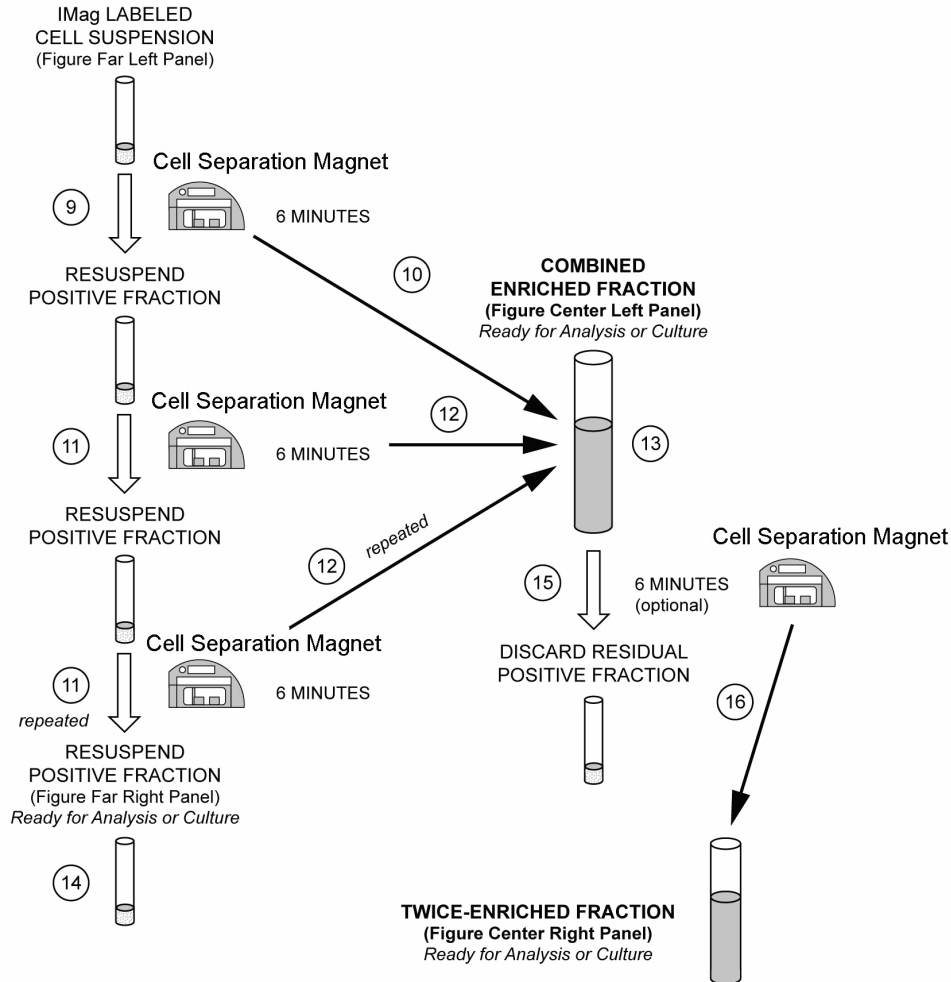 IMag LABELED
CELL SUSPENSION
(Figure Far Left Panel)
Cell Separation Magnet
9
6 MINUTES
10
RESUSPEND
POSITIVE FRACTION
COMBINED
ENRICHED FRACTION
(Figure Center Left Panel)
Ready for Analysis or Culture
Cell Separation Magnet
12
11
6 MINUTES
13
RESUSPEND
POSITIVE FRACTION
12
repeated
Cell Separation Magnet
15
6 MINUTES
(optional)
Cell Separation Magnet
11
repeated
6 MINUTES
DISCARD RESIDUAL
POSITIVE FRACTION
16
RESUSPEND
POSITIVE FRACTION
(Figure Far Right Panel)
Ready for Analysis or Culture
14
TWICE-ENRICHED FRACTION
(Figure Center Right Panel)
Ready for Analysis or Culture